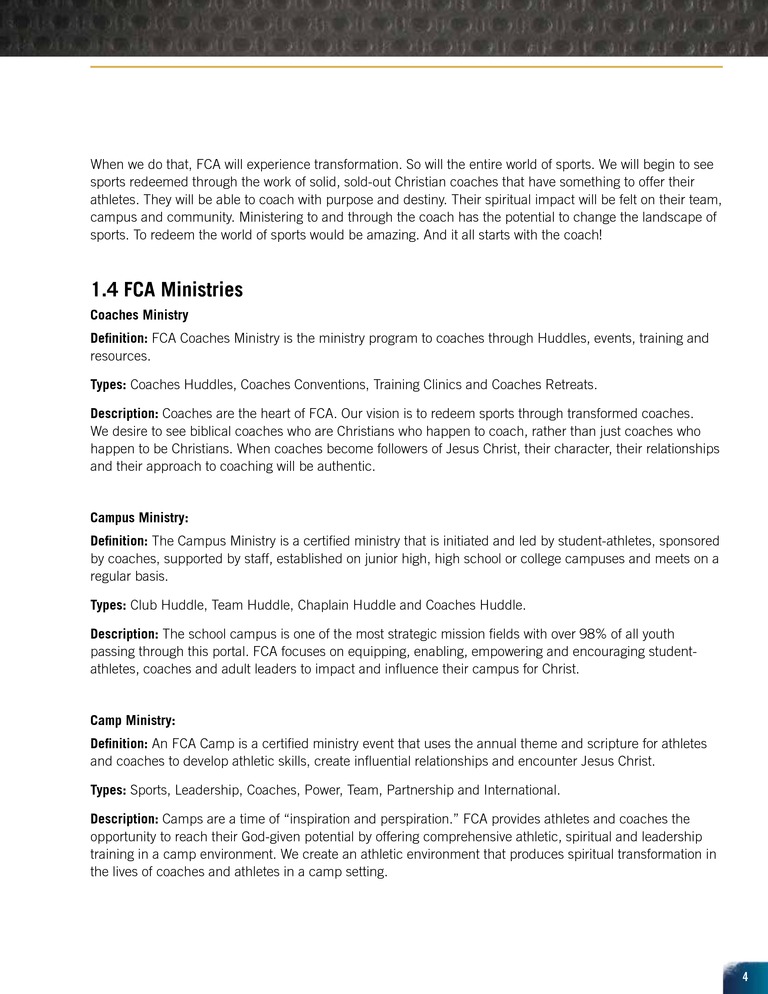 When we do that, FCA will experience transformation. So will the entire world of sports. We will begin to see
sports redeemed through the work of solid, sold-out Christian coaches that have something to offer their
athletes. They will be able to coach with purpose and destiny. Their spiritual impact will be felt on their team,
campus and community. Ministering to and through the coach has the potential to change the landscape of
sports. To redeem the world of sports would be amazing. And it all starts with the coach!
1.4 FCA Ministries
Coaches Ministry
Definition: FCA Coaches Ministry is the ministry program to coaches through Huddles, events, training and
resources.
Types: Coaches Huddles, Coaches Conventions, Training Clinics and Coaches Retreats.
Description: Coaches are the heart of FCA. Our vision is to redeem sports through transformed coaches.
We desire to see biblical coaches who are Christians who happen to coach, rather than just coaches who
happen to be Christians. When coaches become followers of Jesus Christ, their character, their relationships
and their approach to coaching will be authentic.
Campus Ministry:
Definition: The Campus Ministry is a certified ministry that is initiated and led by student-athletes, sponsored
by coaches, supported by staff, established on junior high, high school or college campuses and meets on a
regular basis.
Types: Club Huddle, Team Huddle, Chaplain Huddle and Coaches Huddle.
Description: The school campus is one of the most strategic mission fields with over 98% of all youth
passing through this portal. FCA focuses on equipping, enabling, empowering and encouraging student-
athletes, coaches and adult leaders to impact and influence their campus for Christ.
Camp Ministry:
Definition: An FCA Camp is a certified ministry event that uses the annual theme and scripture for athletes
and coaches to develop athletic skills, create influential relationships and encounter Jesus Christ.
Types: Sports, Leadership, Coaches, Power, Team, Partnership and International.
Description: Camps are a time of “inspiration and perspiration.” FCA provides athletes and coaches the
opportunity to reach their God-given potential by offering comprehensive athletic, spiritual and leadership
training in a camp environment. We create an athletic environment that produces spiritual transformation in
the lives of coaches and athletes in a camp setting.
4